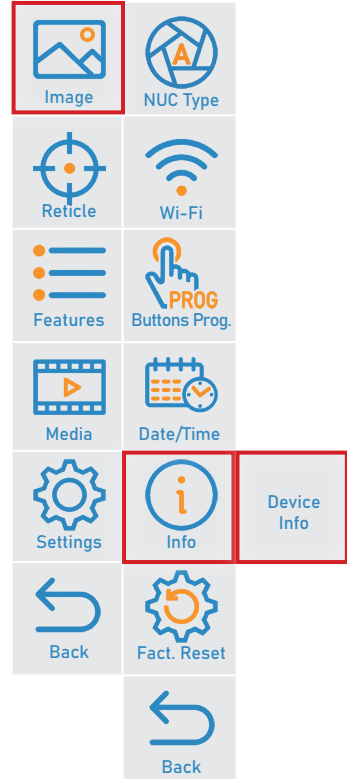 Image
A
NUC Type
Reticle
Wi-Fi
Features
PROG
Buttons Prog.
Media
Date/Time
Settings
i
Info
Device
Info
Back
Fact. Reset
Back